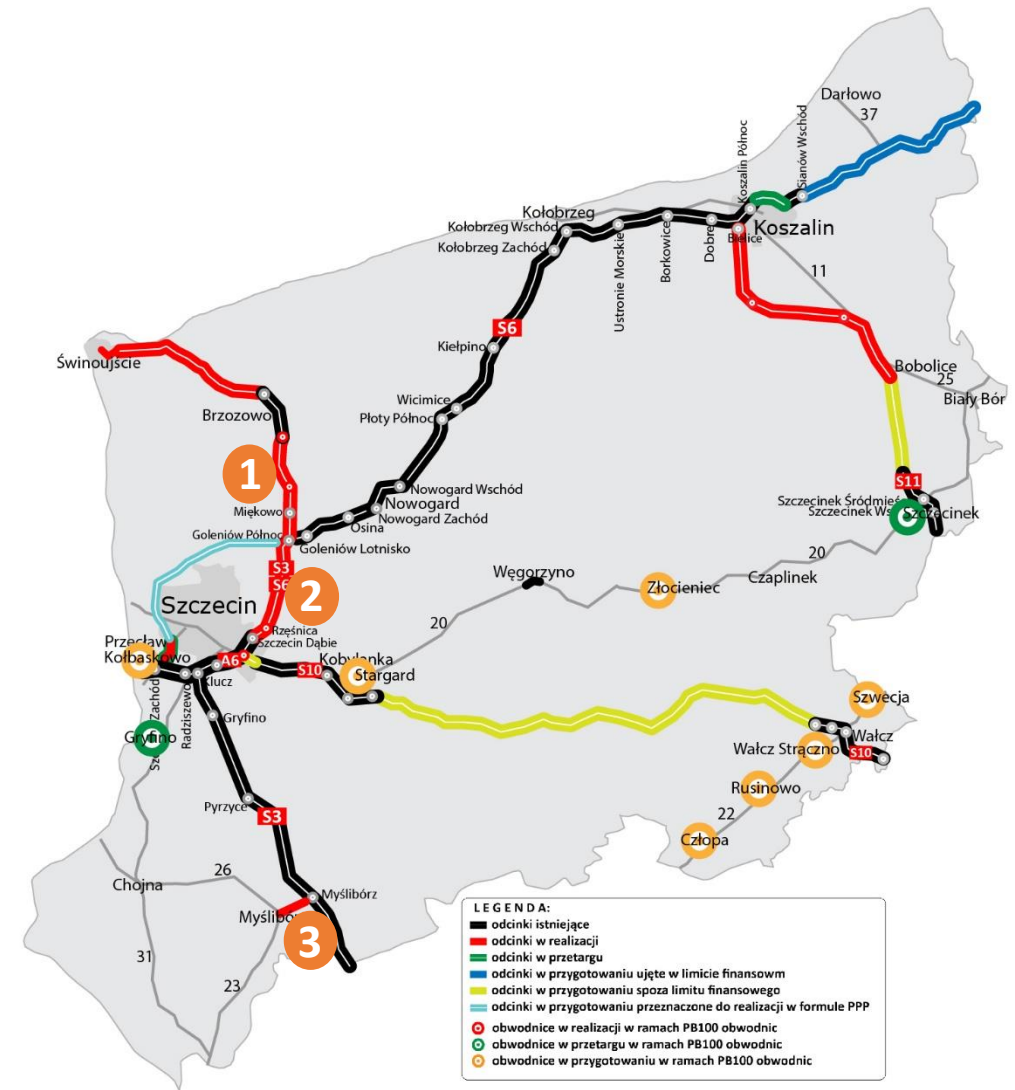 Darłowo
37
Koszalin Północ
Sianów Wschód
Kołobrzeg
Kołobrzeg Wschód
Kołobrzeg Zachód
Ustronie Morskie
Borkowice
Dobre
Bielice
Koszalin
11
S6
Kiełpino
Świnoujście
Bobolice
25
Biały Bór
Brzozowo
Wicimice
Płoty Północ
1
S11
Nowogard Wschód
Nowogard
Nowogard Zachód
Szczecinek Śródmieś
Szczecinek
Miękowo
Osina
Goleniów Północ
Goleniów Lotnisko
20
S3
S6
2
Węgorzyno
Złocieniec
Czaplinek
Szczecin
20
Rzęśnica
Szczecin Dąbie
Przecław
Kołbaskowo
A6
Klucz
S10
Kobylanka
Stargard
Radziszewo
Zachód
Gryfino
Gryfino
Szwecja
Wałcz
Wałcz Strączno
S10
Pyrzyce
S3
Rusinowo
22
Człopa
Chojna
26
Myślibórz
Myślibórz
3
31
23
LEGENDA:
odcinki istniejące
odcinki w realizacji
odcinki w przetargu
odcinki w przygotowaniu ujęte w limicie finansowm
odcinki w przygotowaniu spoza limitu finansowego
odcinki w przygotowaniu przeznaczone do realizacji w formule PPP
obwodnice w realizacji w ramach PB100 obwodnic
obwodnice w przetargu w ramach PB100 obwodnic
obwodnice w przygotowaniu w ramach PB100 obwodnic